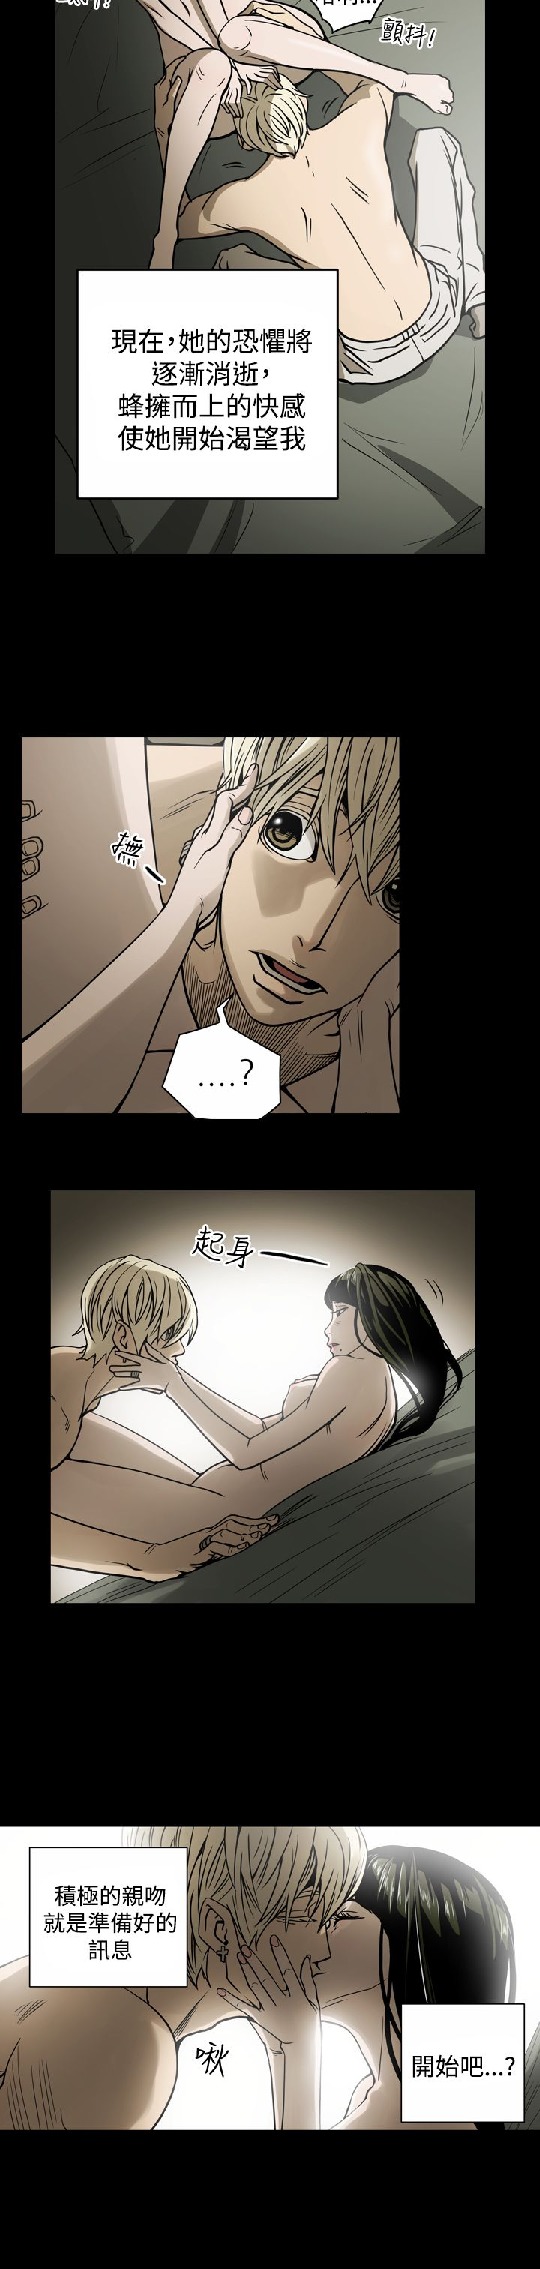 顫抖!
現在,她的恐懼將
逐漸消逝,
蜂擁而上的快感
使她開始渴望我
撫
....?
起身
積極的親吻
就是準備好的
訊息
啾
開始吧...?